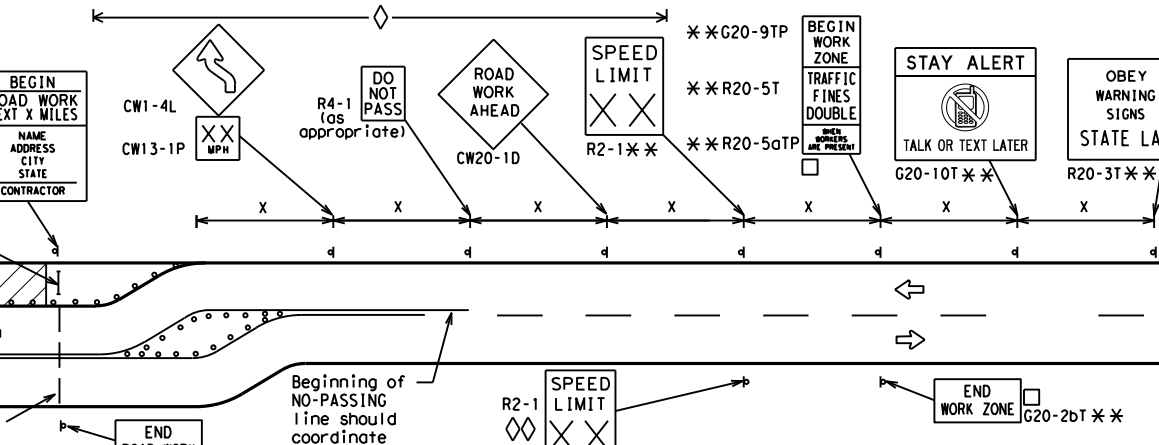 BEGIN
ROAD WORK
NEXT X MILES
NAME
ADDRESS
CITY
STATE
CONTRACTOR
CW1-4L
CW13-1P
XX
MPH
R4-1
(as
appropriate)
DO
NOT
PASS
ROAD
WORK
AHEAD
CW20-1D
SPEED
LIMIT
X X
R2-1**
**G20-9TP
**R20-5T
**R20-5aTP
BEGIN
WORK
ZONE
TRAFFIC
FINES
DOUBLE
WHEN
WORKERS
ARE PRESENT
STAY ALERT
TALK OR TEXT LATER
G20-10T**
OBEY
WARNING
SIGNS
STATE LA
R20-3T**
X X X X X X X
Beginning of
NO-PASSING
line should
coordinate
R2-1
SPEED
LIMIT
X X
END
WORK ZONE
G20-2bT**
END